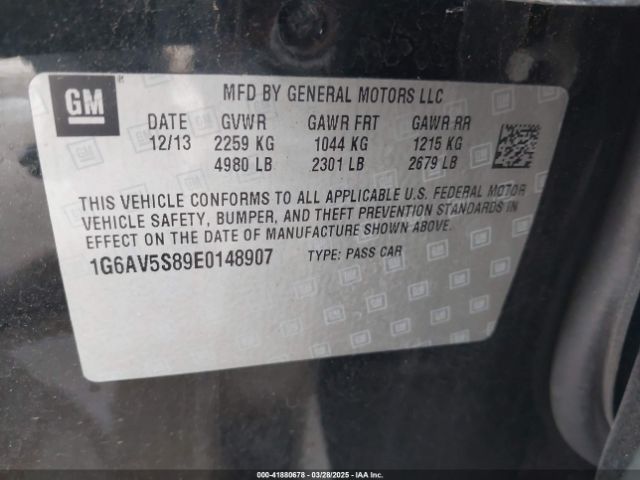 GM
MFD BY GENERAL MOTORS LLC
DATE GVWR GAWR FRT GAWR RR
12/13 2259 KG 1044 KG 1215 KG
4980 LB 2301 LB 2679 LB
THIS VEHICLE CONFORMS TO ALL APPLICABLE U.S. FEDERAL MOTOR
VEHICLE SAFETY, BUMPER, AND THEFT PREVENTION STANDARDS IN
EFFECT ON THE DATE OF MANUFACTURE SHOWN ABOVE.
1G6AV5S89E0148907 TYPE: PASS CAR
000-41880678 | 03/28/2025 | IAAI.COM